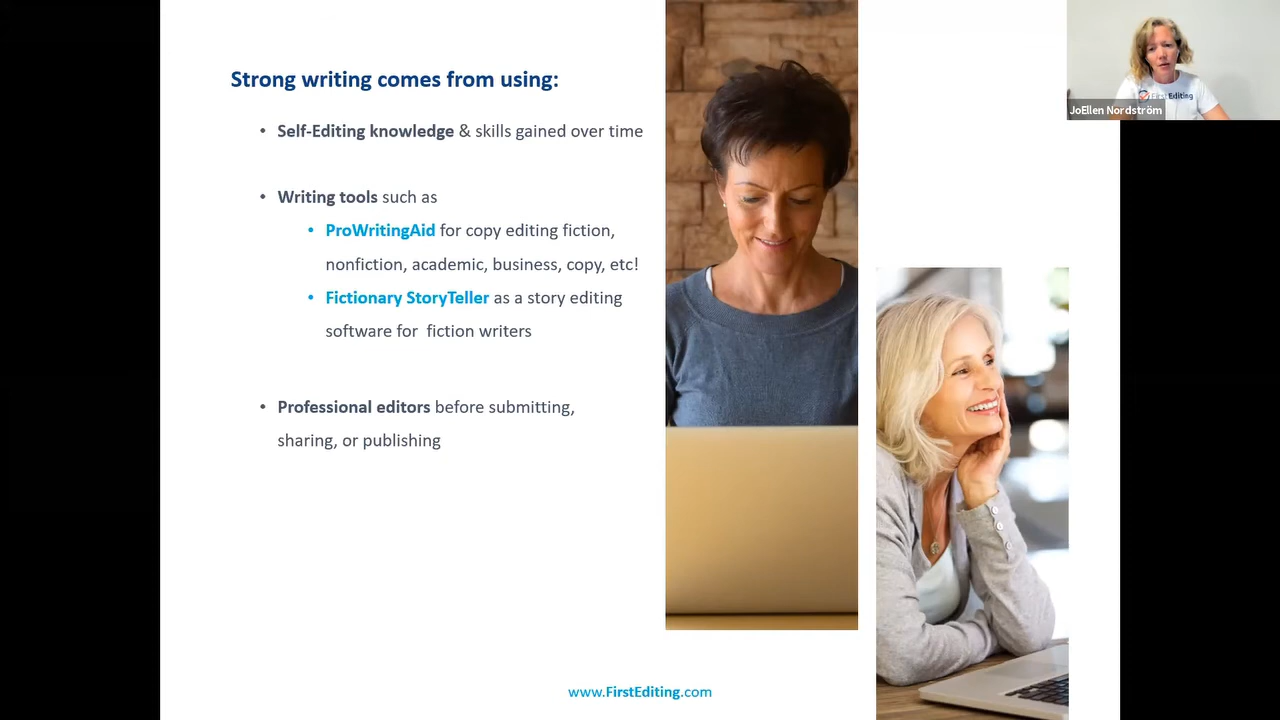 Strong writing comes from using:
• Self-Editing knowledge & skills gained over time
• Writing tools such as
• ProWritingAid for copy editing fiction,
nonfiction, academic, business, copy, etc!
• Fictionary StoryTeller as a story editing
software for  fiction writers
• Professional editors before submitting,
sharing, or publishing
www.FirstEditing.com
FirstEditing
JoEllen Nordström